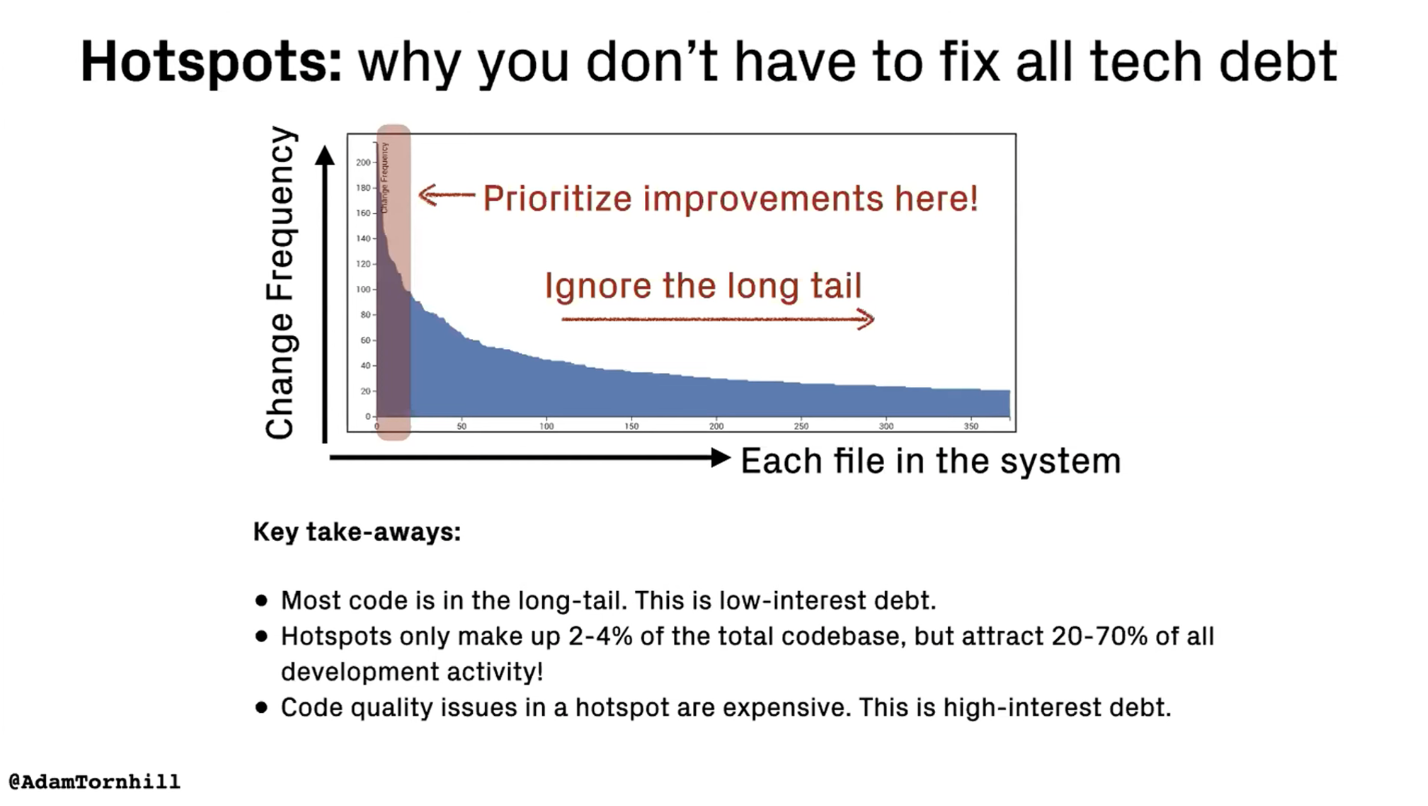 Hotspots: why you don't have to fix all tech debt
Change Frequency
Change Frequency
200
180
160
140
120
100
80
60
40
20
0
Prioritize improvements here!
Ignore the long tail
0 50 100 150 200 250 300 350
Each file in the system
Key take-aways:
● Most code is in the long-tail. This is low-interest debt.
● Hotspots only make up 2-4% of the total codebase, but attract 20-70% of all
development activity!
● Code quality issues in a hotspot are expensive. This is high-interest debt.
@AdamTornhill